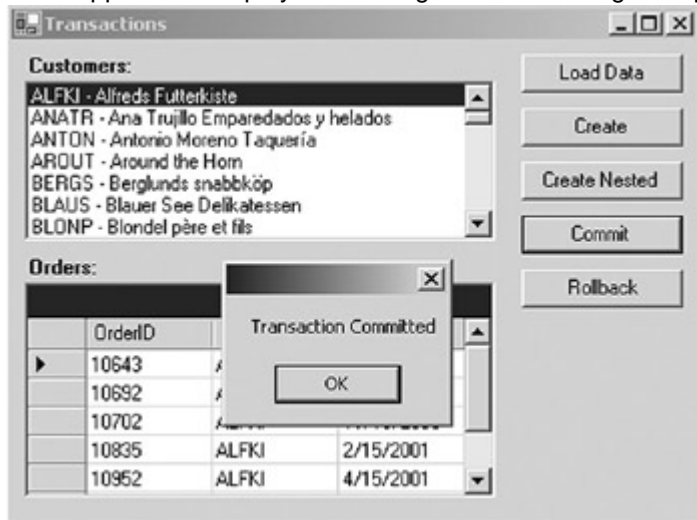 Transactions
Customers:
ALFKI - Alfreds Futterkiste
ANATR - Ana Trujillo Emparedados y helados
ANTON - Antonio Moreno Taquería
AROUT - Around the Horn
BERGS - Berglunds snabbköp
BLAUS - Blauer See Delikatessen
BLONP - Blondel père et fils
Load Data
Create
Create Nested
Commit
Rollback
Orders:
Transaction Committed
OK
OrderID
10643
10692
10702
10835 ALFKI 2/15/2001
10952 ALFKI 4/15/2001